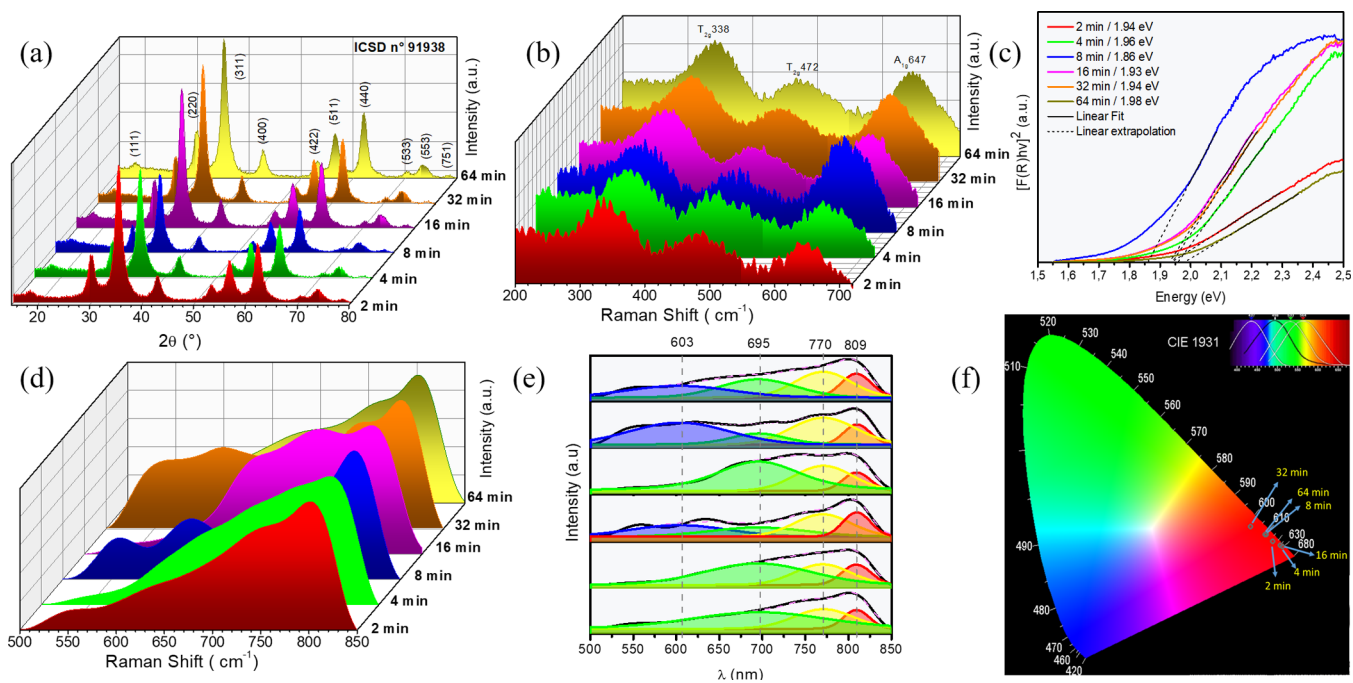 (a)
ICSD n° 91938
(111)
(220)
(311)
(400)
(422)
(511)
(440)
(533)
(553)
(751)
Intensity (a.u.)
64 min
32 min
16 min
8 min
4 min
2 min
20 30 40 50 60 70 80
2θ (°)
(b)
T2g338
T2g472
A1g647
Intensity (a.u.)
64 min
32 min
16 min
8 min
4 min
2 min
200 300 400 500 600 700
Raman Shift ( cm-1)
(c)
2 min / 1.94 eV
4 min / 1.96 eV
8 min / 1.86 eV
16 min / 1.93 eV
32 min / 1.94 eV
64 min / 1.98 eV
Linear Fit
Linear extrapolation
[F(R)hv]2 (a.u.)
1,5 1,6 1,7 1,8 1,9 2,0 2,1 2,2 2,3 2,4 2,5
Energy (eV)
(d)
Intensity (a.u.)
64 min
32 min
16 min
8 min
4 min
2 min
500 550 600 650 700 750 800 850
Raman Shift ( cm-1)
(e)
603 695 770 809
Intensity (a.u)
500 550 600 650 700 750 800 850
λ (nm)
(f)
CIE 1931
520
530
540
510
550
560
570
580
590
600
610
630
680
490
480
470
460
420
32 min
64 min
8 min
16 min
4 min
2 min